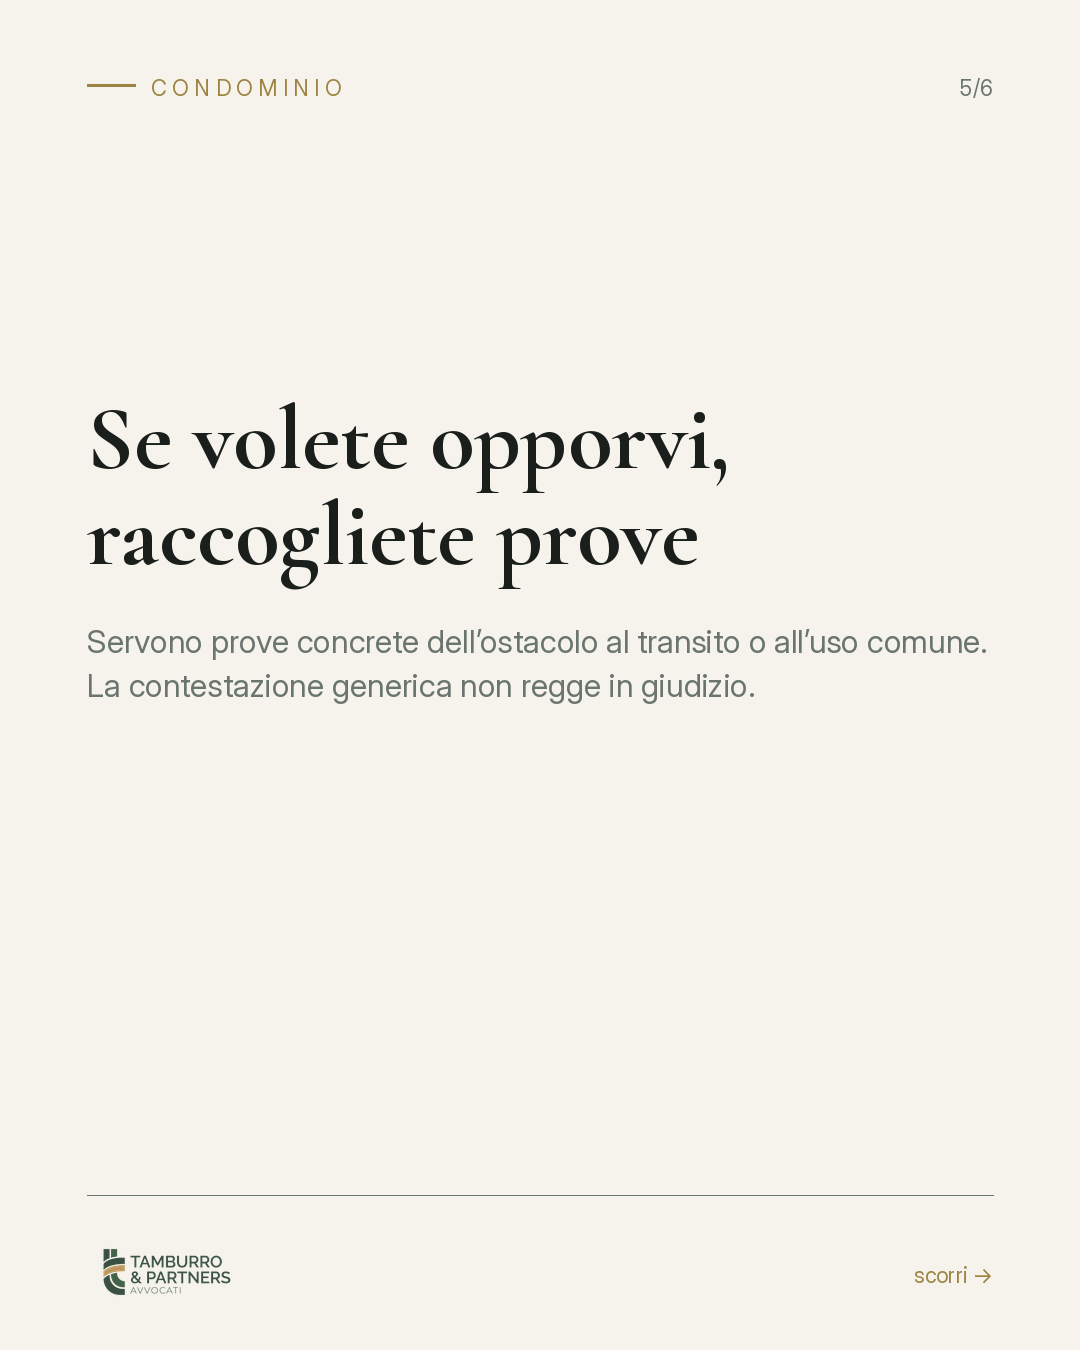 CONDOMINIO
5/6
Se volete opporvi,
raccogliete prove
Servono prove concrete dell’ostacolo al transito o all’uso comune.
La contestazione generica non regge in giudizio.
TAMBURRO
& PARTNERS
AVVOCATI
scorri →